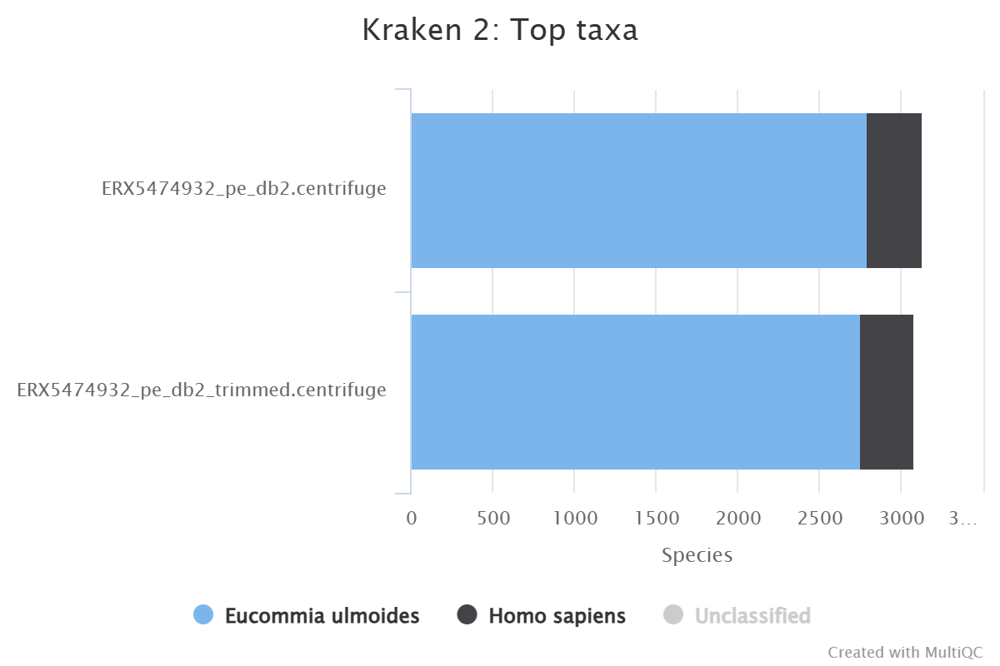 Kraken 2: Top taxa
ERX5474932_pe_db2.centrifuge
ERX5474932_pe_db2_trimmed.centrifuge
0 500 1000 1500 2000 2500 3000 3…
Species
Eucommia ulmoides Homo sapiens Unclassified
Created with MultiQC